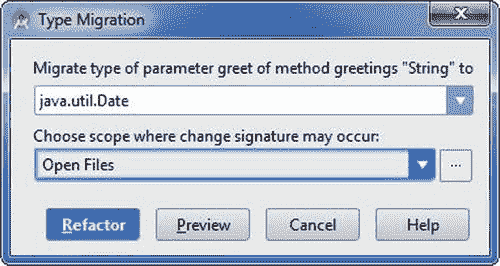 Type Migration
Migrate type of parameter greet of method greetings "String" to
java.util.Date
Choose scope where change signature may occur:
Open Files
...
Refactor Preview Cancel Help